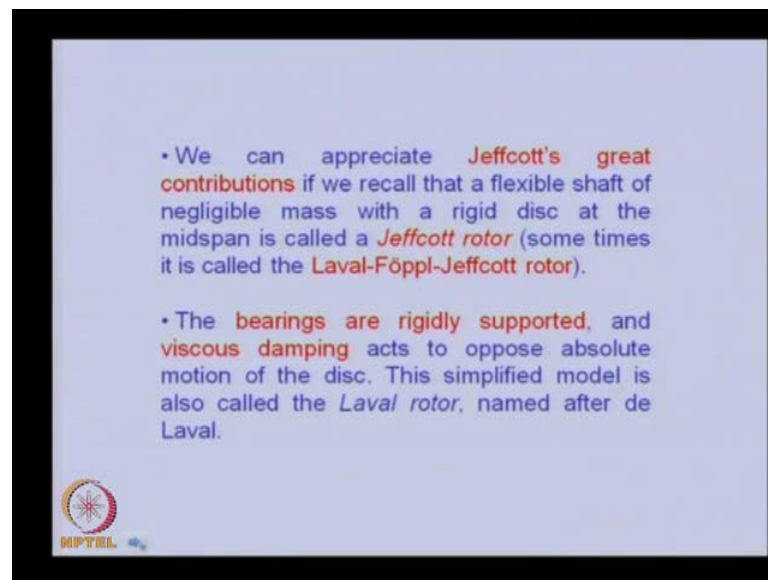 • We can appreciate Jeffcott's great
contributions if we recall that a flexible shaft of
negligible mass with a rigid disc at the
midspan is called a Jeffcott rotor (some times
it is called the Laval-Föppl-Jeffcott rotor).
• The bearings are rigidly supported, and
viscous damping acts to oppose absolute
motion of the disc. This simplified model is
also called the Laval rotor, named after de
Laval.
NPTEL